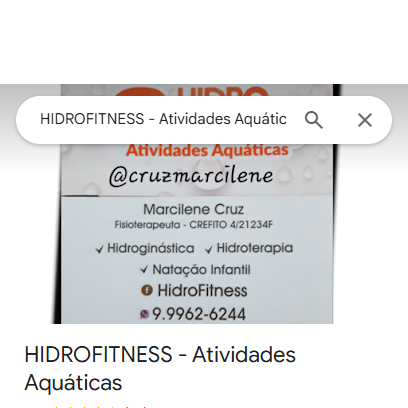 HIDRO
HIDROFITNESS - Atividades Aquátic
Atividades Aquáticas
@cruzmarcilene
Marcilene Cruz
Fisioterapeuta - CREFITO 4/21234F
Hidroginástica Hidroterapia
Natação Infantil
HidroFitness
9.9962-6244
HIDROFITNESS - Atividades
Aquáticas